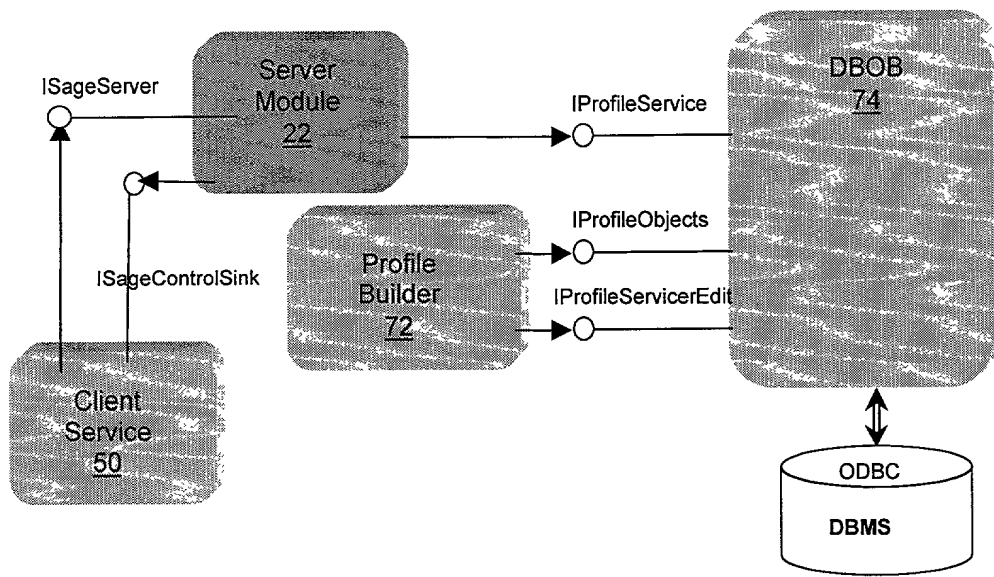 ISageServer
Server
Module
22
IProfileService
DBOB
74
ISageControlSink
Profile
Builder
72
IProfileObjects
IProfileServicerEdit
Client
Service
50
ODBC
DBMS